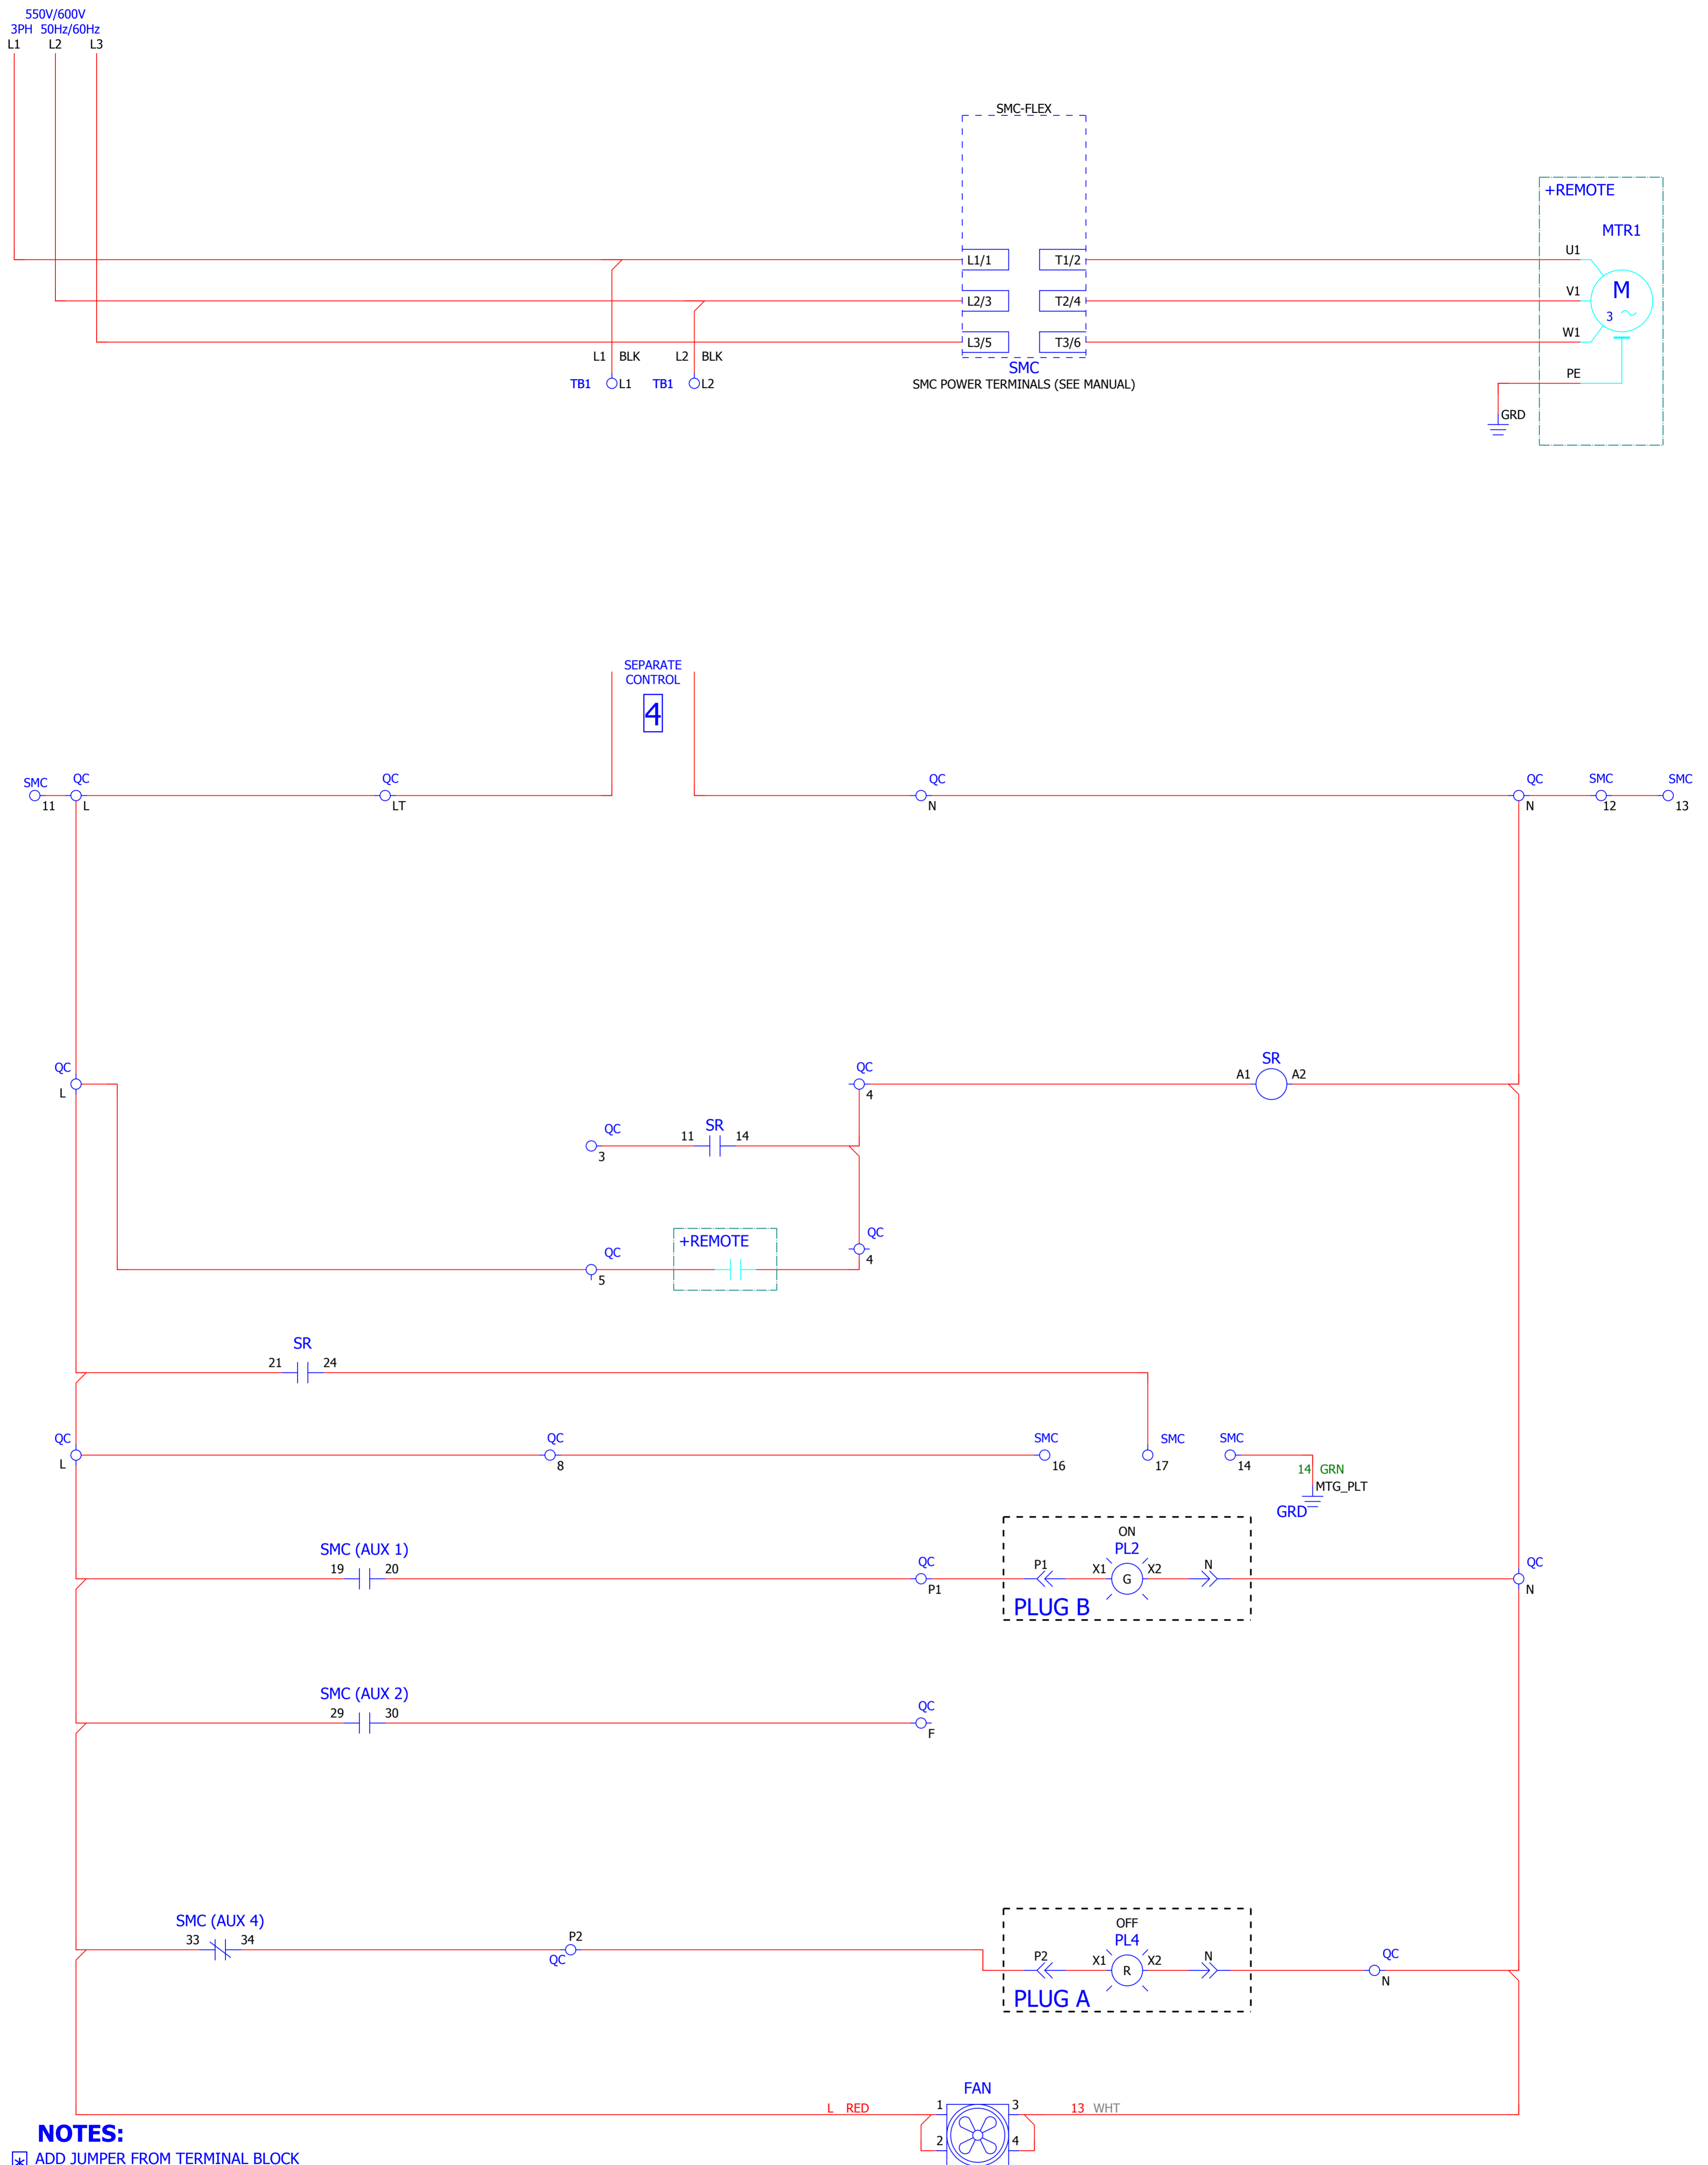 550V/600V
3PH 50Hz/60Hz
L1 L2 L3
SMC-FLEX
+REMOTE
MTR1
L1/1 T1/2 U1
L2/3 T2/4 V1 M
3
L3/5 T3/6 W1
L1 BLK L2 BLK
SMC
TB1 L1 TB1 L2
SMC POWER TERMINALS (SEE MANUAL)
PE
GRD
SEPARATE
CONTROL
4
SMC QC QC QC QC SMC SMC
11 L LT N N 12 13
QC QC SR
A1 A2
L 4
QC SR
11 14
3
QC
+REMOTE
QC
4
5
SR
21 24
QC QC SMC SMC SMC
L 8 16 17 14
14 GRN
MTG_PLT
GRD
ON
SMC (AUX 1) PL2
19 20 QC P1 X1 G X2 N QC
P1 N
PLUG B
SMC (AUX 2)
29 30 QC
F
SMC (AUX 4) OFF
33 34 P2 PL4
QC P2 X1 R X2 N QC
N
PLUG A
FAN
L RED 1 3 13 WHT
2 4
NOTES:
* ADD JUMPER FROM TERMINAL BLOCK